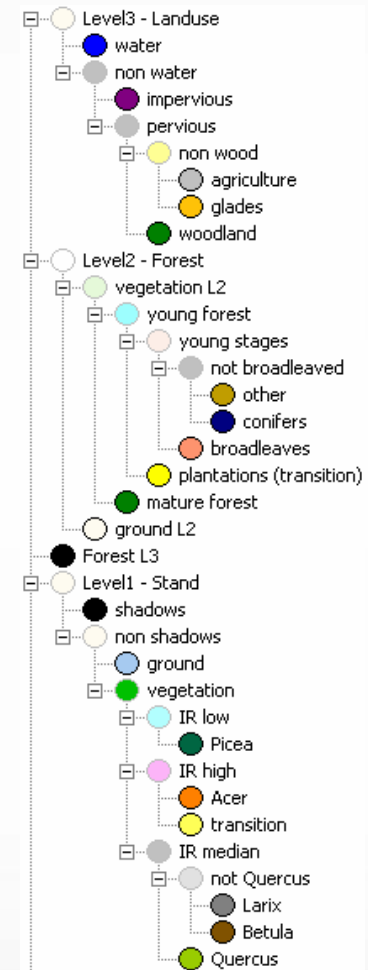 Level3 - Landuse
water
non water
impervious
pervious
non wood
agriculture
glades
woodland
Level2 - Forest
vegetation L2
young forest
young stages
not broadleaved
other
conifers
broadleaves
plantations (transition)
mature forest
ground L2
Forest L3
Level1 - Stand
shadows
non shadows
ground
vegetation
IR low
Picea
IR high
Acer
transition
IR median
not Quercus
Larix
Betula
Quercus